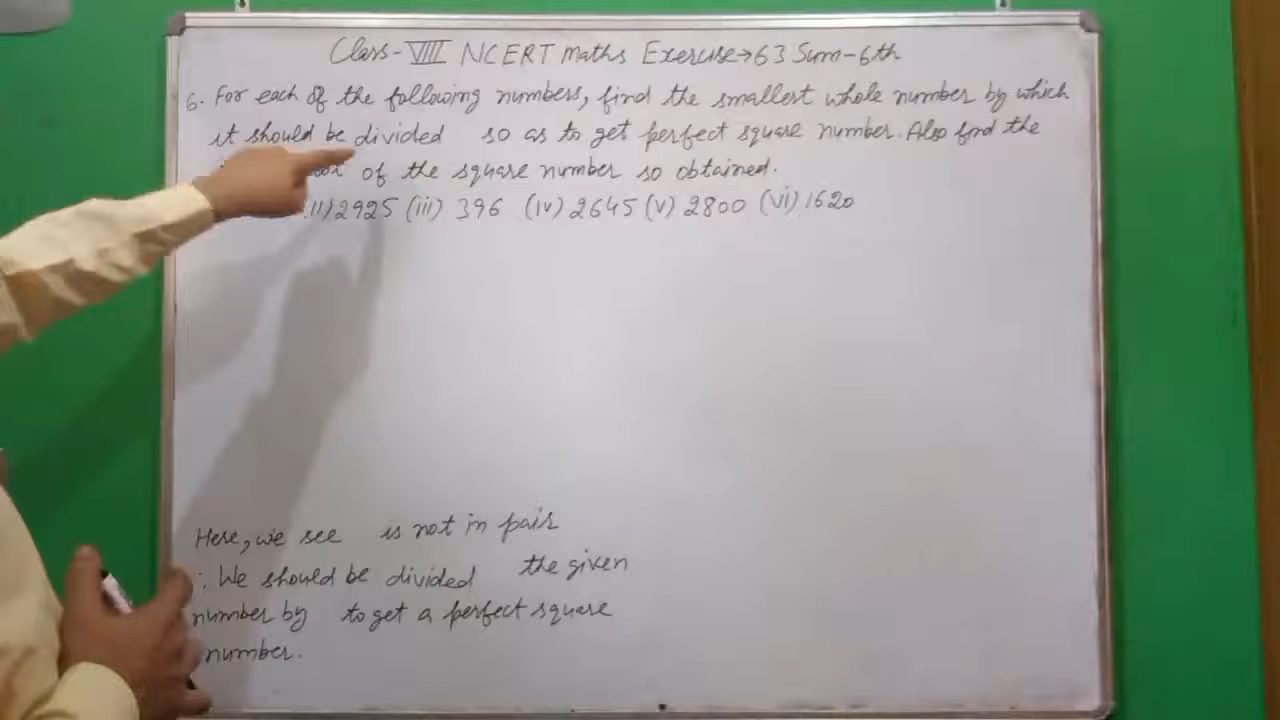 Class-VIII NCERT Maths Exercise→63 Sum-6th
6. For each of the following numbers, find the smallest whole number by which
it should be divided so as to get perfect square number. Also find the
of the square number so obtained.
(ii) 2925 (iii) 396 (iv) 2645 (v) 2800 (vi) 1620
Here, we see is not in pair
∴ We should be divided the given
number by to get a perfect square
number.